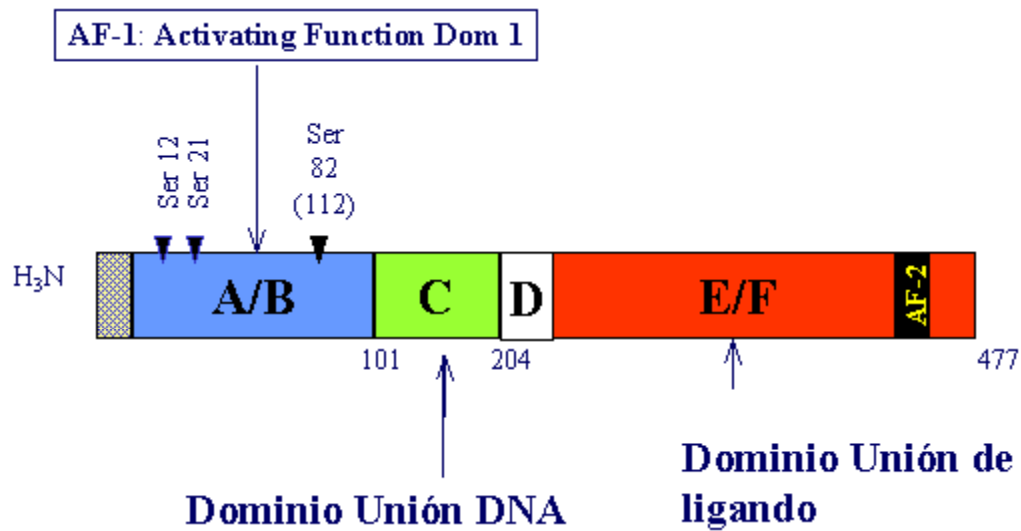 AF-1: Activating Function Dom 1
Ser 12
Ser 21
Ser
82
(112)
H₃N
A/B
C
D
E/F
AF-2
101
204
477
Dominio Unión DNA
Dominio Unión de
ligando